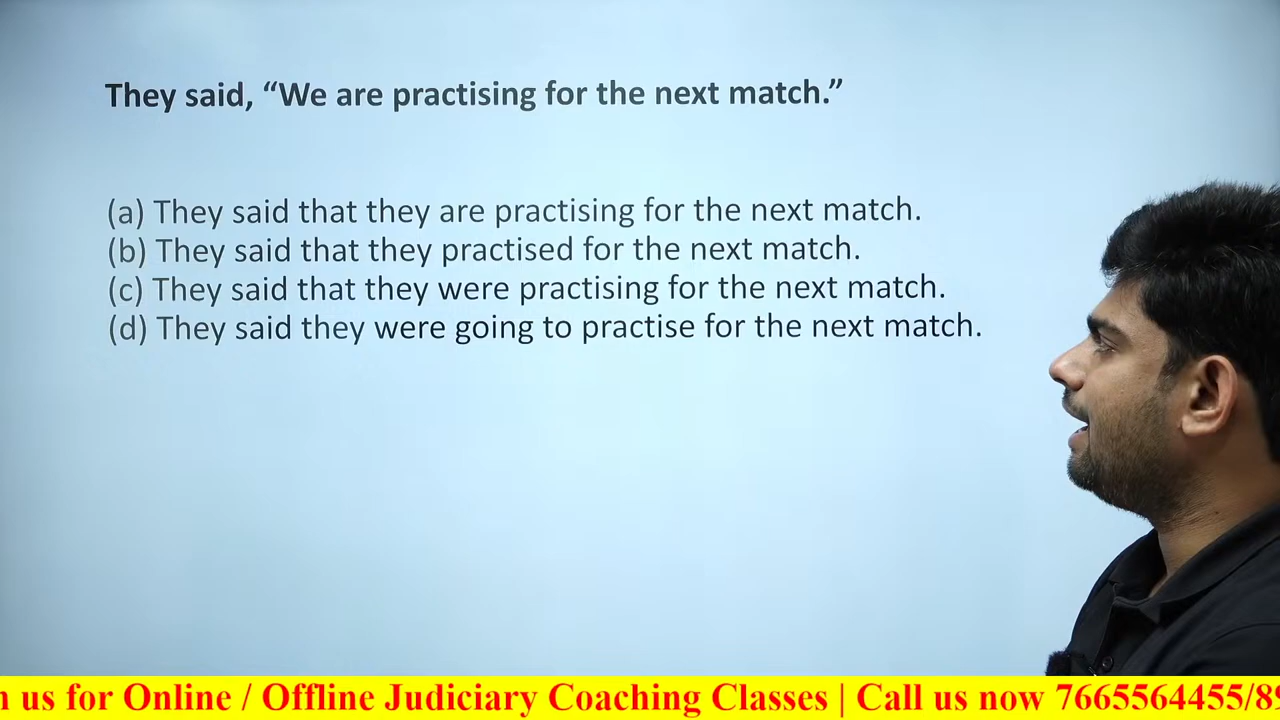 They said, “We are practising for the next match.”
(a) They said that they are practising for the next match.
(b) They said that they practised for the next match.
(c) They said that they were practising for the next match.
(d) They said they were going to practise for the next match.
us for Online / Offline Judiciary Coaching Classes | Call us now 7665564455/